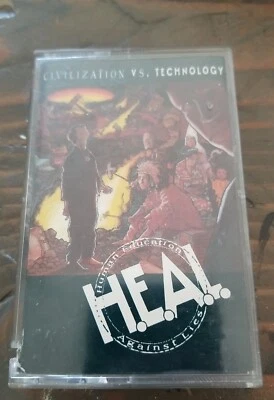 CIVILIZATION VS. TECHNOLOGY
Human Education
H.E.A.L.
Against Lies